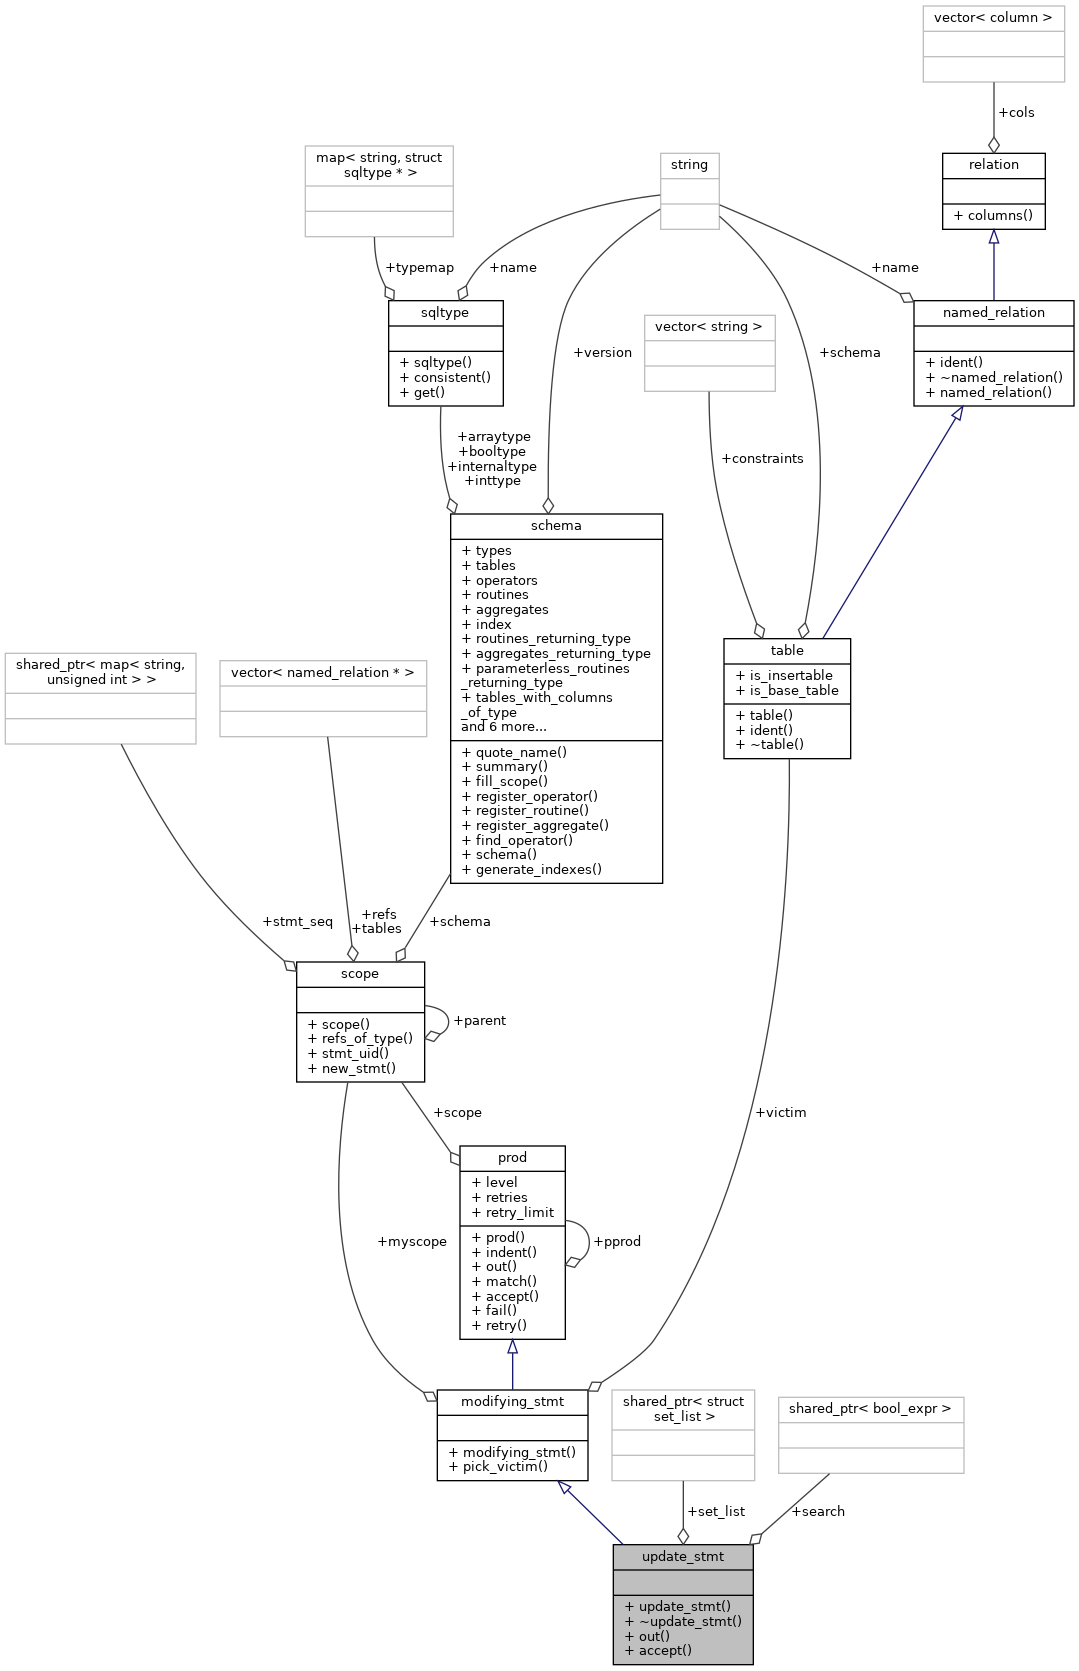 vector< column >
+cols
map< string, struct
sqltype * >
string
relation
+ columns()
+typemap
+name
+name
sqltype
+ sqltype()
+ consistent()
+ get()
vector< string >
+version
+schema
named_relation
+ ident()
+ ~named_relation()
+ named_relation()
+arraytype
+booltype
+internaltype
+inttype
+constraints
schema
+ types
+ tables
+ operators
+ routines
+ aggregates
+ index
+ routines_returning_type
+ aggregates_returning_type
+ parameterless_routines
_returning_type
+ tables_with_columns
_of_type
and 6 more...
+ quote_name()
+ summary()
+ fill_scope()
+ register_operator()
+ register_routine()
+ register_aggregate()
+ find_operator()
+ schema()
+ generate_indexes()
table
+ is_insertable
+ is_base_table
+ table()
+ ident()
+ ~table()
shared_ptr< map< string,
unsigned int > >
vector< named_relation * >
+stmt_seq
+refs
+tables
+schema
scope
+ scope()
+ refs_of_type()
+ stmt_uid()
+ new_stmt()
+parent
+scope
+victim
prod
+ level
+ retries
+ retry_limit
+ prod()
+ indent()
+ out()
+ match()
+ accept()
+ fail()
+ retry()
+myscope
+pprod
modifying_stmt
+ modifying_stmt()
+ pick_victim()
shared_ptr< struct
set_list >
shared_ptr< bool_expr >
+set_list
+search
update_stmt
+ update_stmt()
+ ~update_stmt()
+ out()
+ accept()